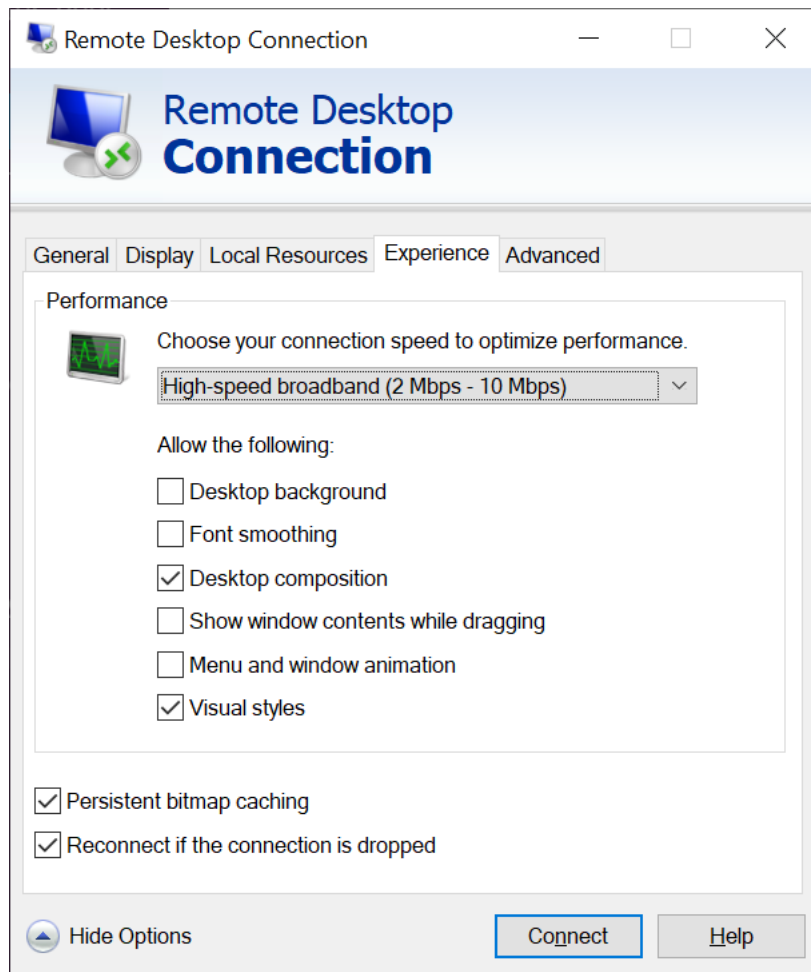 Remote Desktop Connection
Remote Desktop
Connection
General Display Local Resources Experience Advanced
Performance
Choose your connection speed to optimize performance.
High-speed broadband (2 Mbps - 10 Mbps)
Allow the following:
Desktop background
Font smoothing
Desktop composition
Show window contents while dragging
Menu and window animation
Visual styles
Persistent bitmap caching
Reconnect if the connection is dropped
Hide Options Connect Help